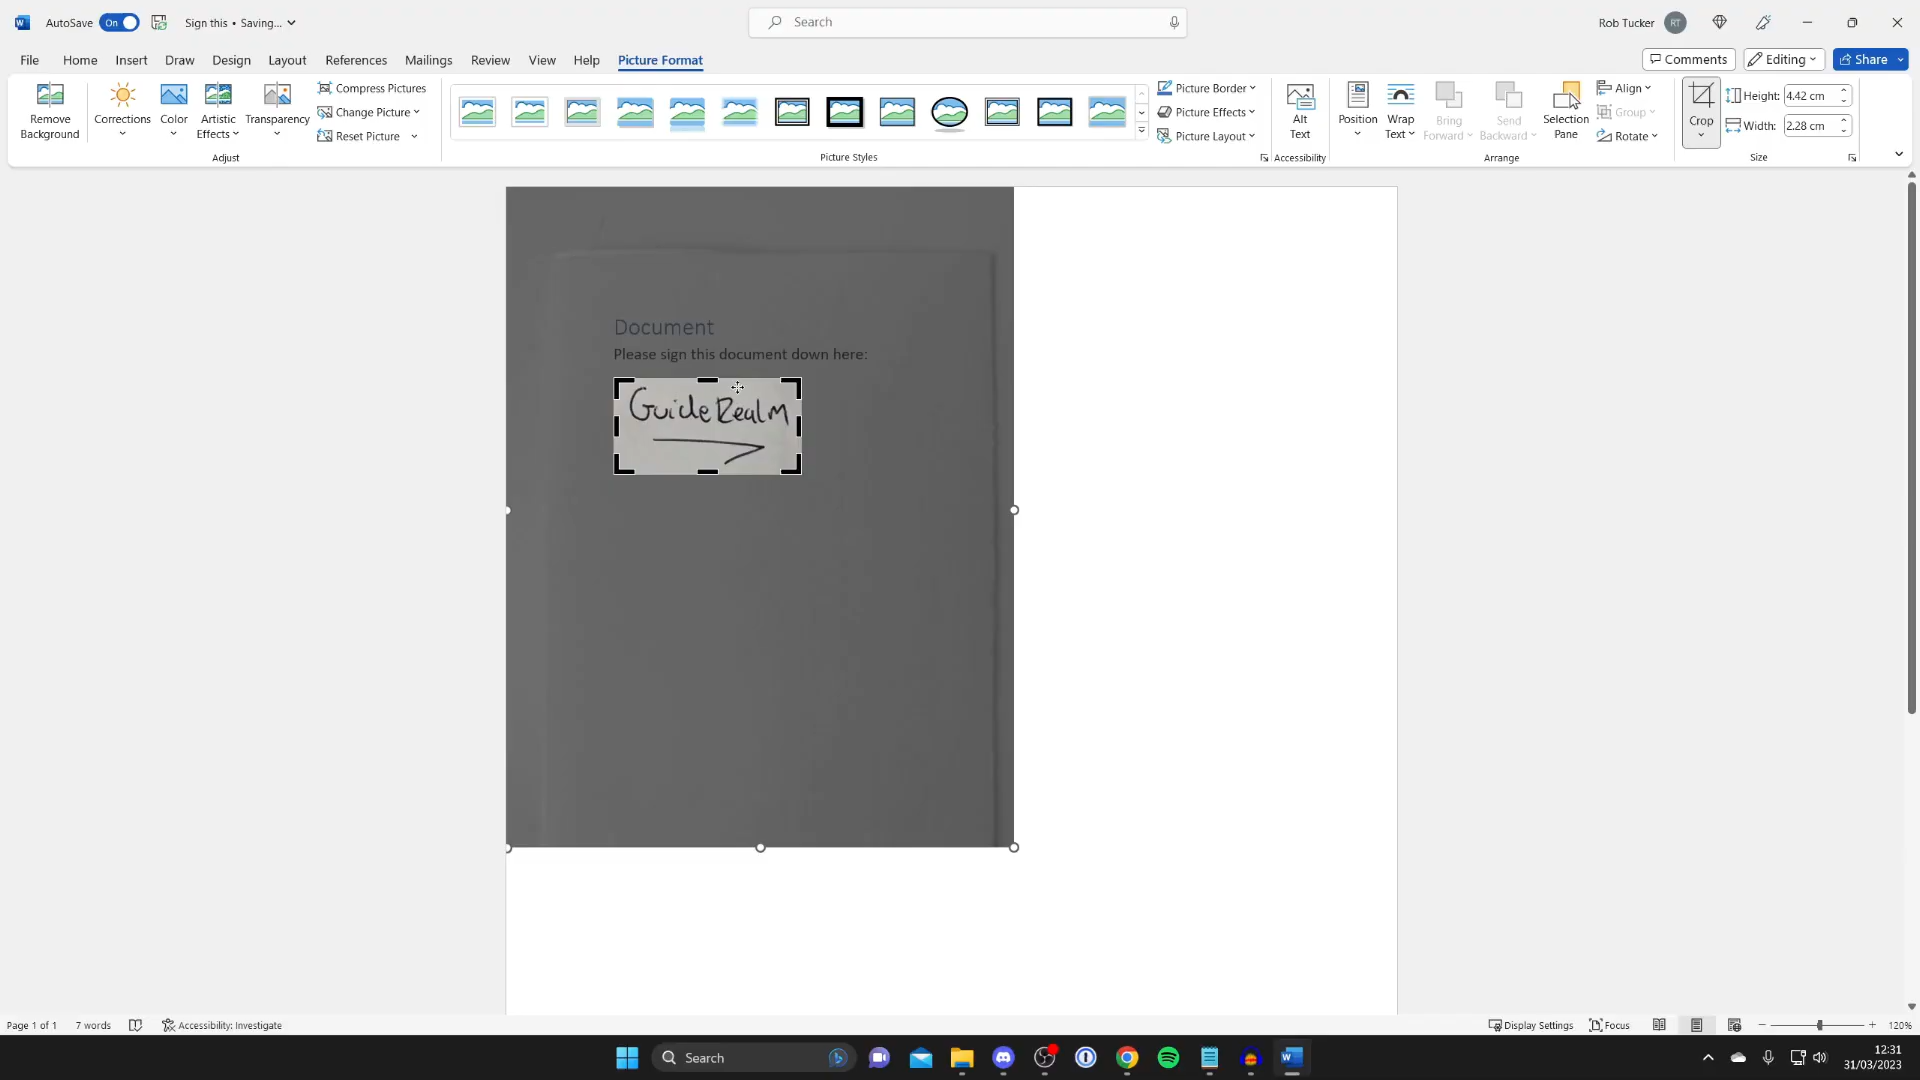 AutoSave On Sign this • Saving... Search Rob Tucker RT
File Home Insert Draw Design Layout References Mailings Review View Help Picture Format Comments Editing Share
Remove Background
Corrections
Color
Artistic Effects
Transparency
Compress Pictures
Change Picture
Reset Picture
Adjust
Picture Styles
Picture Border
Picture Effects
Picture Layout
Alt Text
Accessibility
Position
Wrap Text
Bring Forward
Send Backward
Selection Pane
Align
Group
Rotate
Arrange
Crop
Height: 4.42 cm
Width: 2.28 cm
Size
Document
Please sign this document down here:
GuideRealm
Page 1 of 1 7 words Accessibility: Investigate Display Settings Focus 120%
Search
12:31
31/03/2023